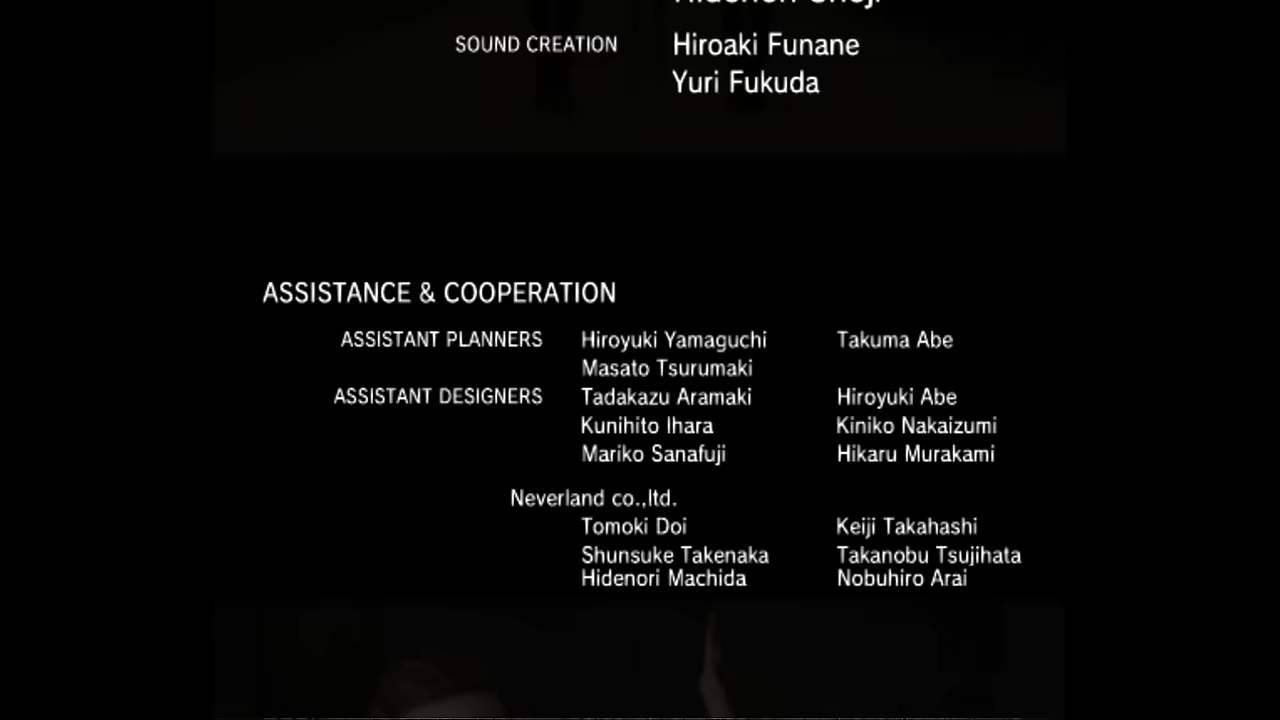 SOUND CREATION Hiroaki Funane
Yuri Fukuda
ASSISTANCE & COOPERATION
ASSISTANT PLANNERS Hiroyuki Yamaguchi Takuma Abe
Masato Tsurumaki
ASSISTANT DESIGNERS Tadakazu Aramaki Hiroyuki Abe
Kunihito Ihara Kiniko Nakaizumi
Mariko Sanafuji Hikaru Murakami
Neverland co.,ltd.
Tomoki Doi Keiji Takahashi
Shunsuke Takenaka Takanobu Tsujihata
Hidenori Machida Nobuhiro Arai